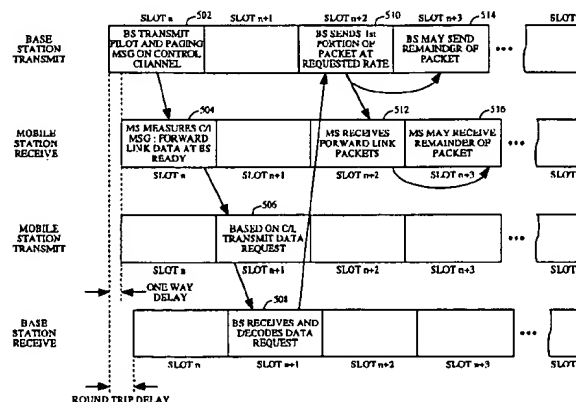 SLOT n 502
SLOT n+1
SLOT n+2 510
SLOT n+3 514
SLOT
BASE
STATION
TRANSMIT
BS TRANSMIT
PILOT AND PAGING
MSG ON CONTROL
CHANNEL
BS SENDS 1st
PORTION OF
PACKET AT
REQUESTED RATE
BS MAY SEND
REMAINDER OF
PACKET
504
512
516
MOBILE
STATION
RECEIVE
MS MEASURES C/I
MSG : FORWARD
LINK DATA AT BS
READY
MS RECEIVES
FORWARD LINK
PACKETS
MS MAY RECEIVE
REMAINDER OF
PACKET
SLOT n
SLOT n+1
SLOT n+2
SLOT n+3
SLOT
506
MOBILE
STATION
TRANSMIT
BASED ON C/I,
TRANSMIT DATA
REQUEST
SLOT n
SLOT n+1
SLOT n+2
SLOT n+3
SLOT
ONE WAY
DELAY
508
BASE
STATION
RECEIVE
BS RECEIVES AND
DECODES DATA
REQUEST
SLOT n
SLOT n+1
SLOT n+2
SLOT n+3
SLOT
ROUND TRIP DELAY